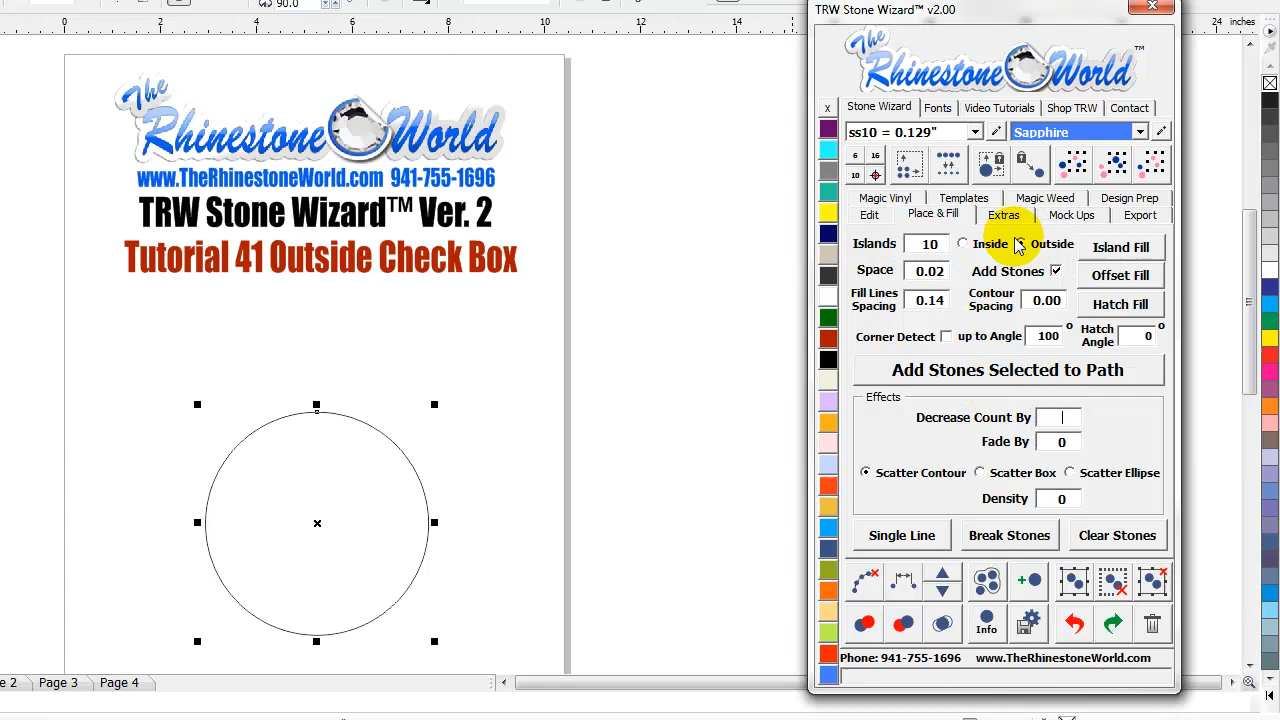 90.0
0 2 4 6 8 10 12 14 16 24 inches
The
Rhinestone World
www.TheRhinestoneWorld.com 941-755-1696
TRW Stone Wizard™ Ver. 2
Tutorial 41 Outside Check Box
Page 3 Page 4
TRW Stone Wizard™ v2.00
The
Rhinestone World ™
X Stone Wizard Fonts Video Tutorials Shop TRW Contact
ss10 = 0.129" Sapphire
6 16
10
Magic Vinyl Templates Magic Weed Design Prep
Edit Place & Fill Extras Mock Ups Export
Islands 10 Inside Outside Island Fill
Space 0.02 Add Stones Offset Fill
Fill Lines Spacing 0.14 Contour Spacing 0.00 Hatch Fill
Corner Detect up to Angle 100 o Hatch Angle 0 o
Add Stones Selected to Path
Effects
Decrease Count By
Fade By 0
Scatter Contour Scatter Box Scatter Ellipse
Density 0
Single Line Break Stones Clear Stones
Info
Phone: 941-755-1696 www.TheRhinestoneWorld.com